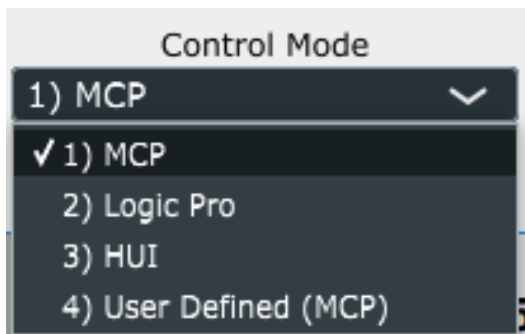 Control Mode
1) MCP
✓ 1) MCP
2) Logic Pro
3) HUI
4) User Defined (MCP)